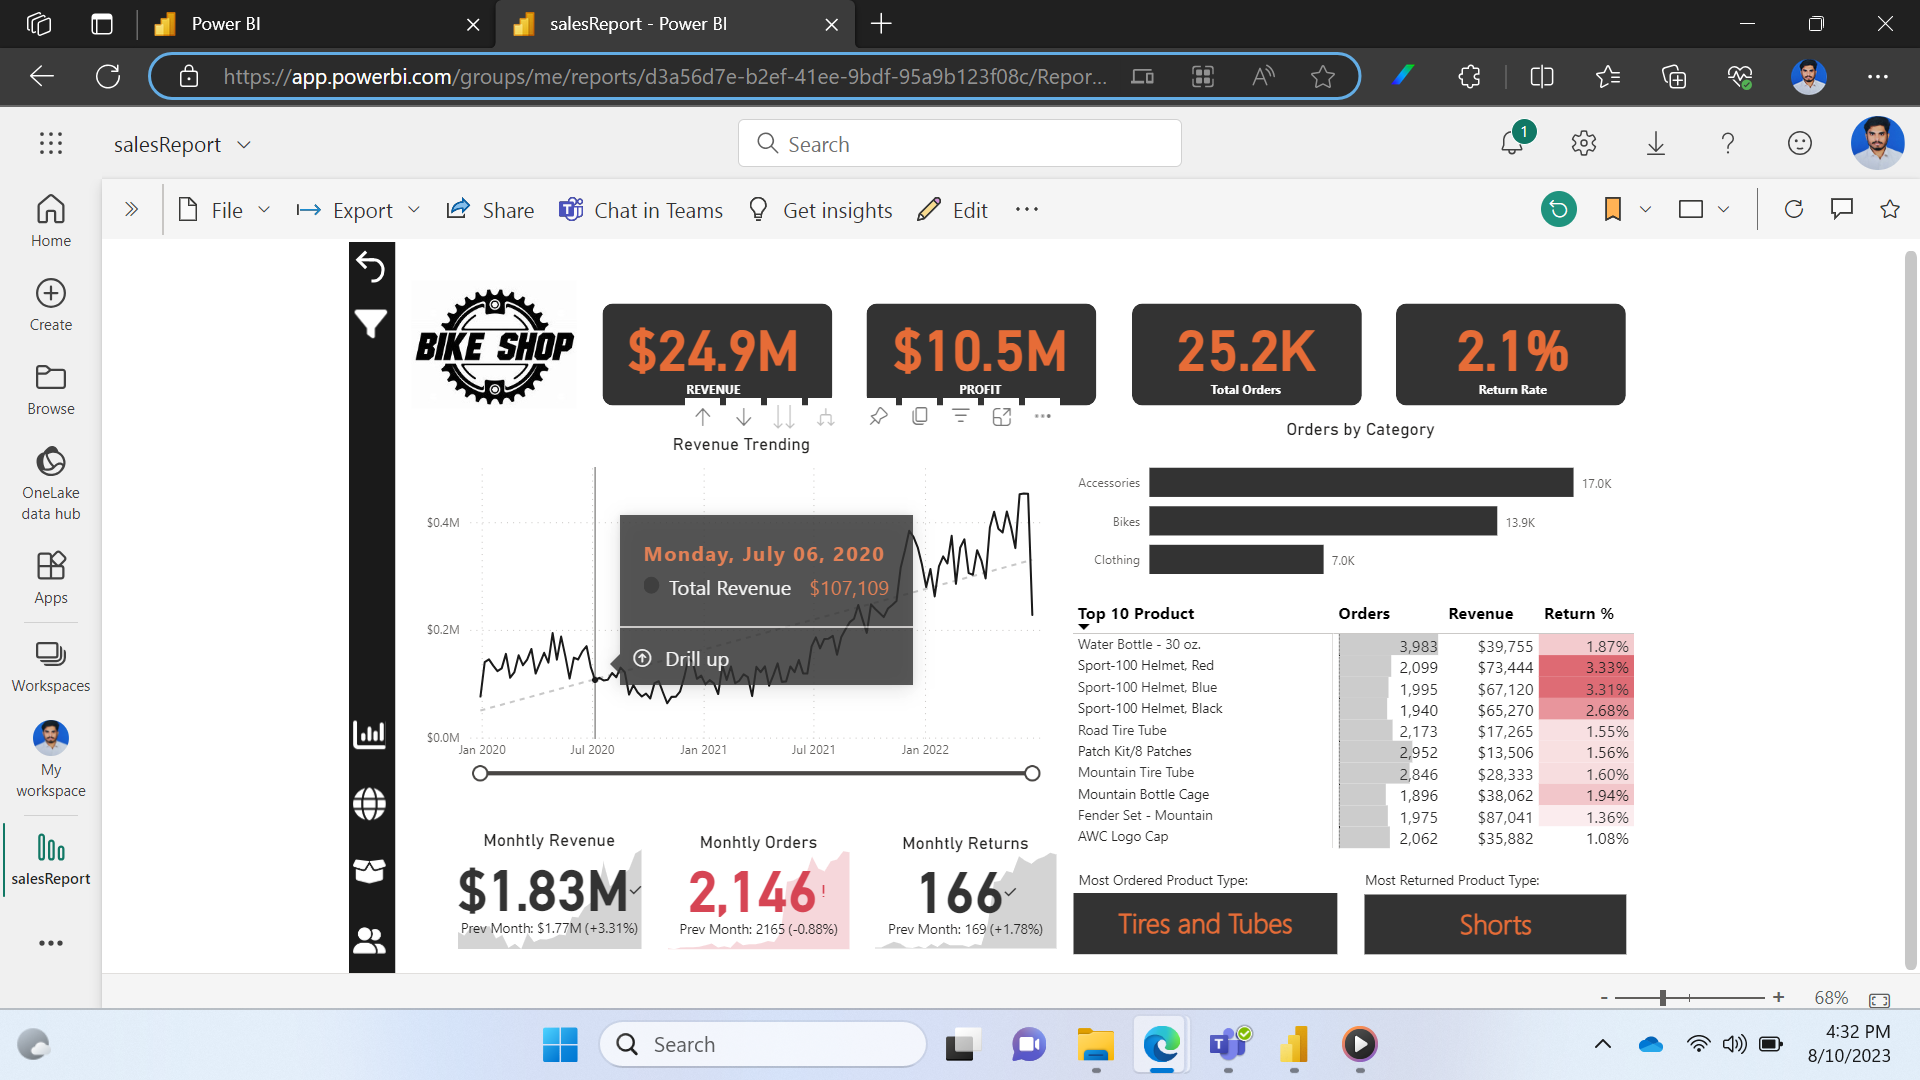 Power BI
salesReport - Power BI
https://app.powerbi.com/groups/me/reports/d3a56d7e-b2ef-41ee-9bdf-95a9b123f08c/Repor...
salesReport
Search
1
File
Export
Share
Chat in Teams
Get insights
Edit
Home
Create
Browse
OneLake
data hub
Apps
Workspaces
My
workspace
salesReport
BIKE SHOP
$24.9M
REVENUE
$10.5M
PROFIT
25.2K
Total Orders
2.1%
Return Rate
Revenue Trending
$0.4M
$0.2M
$0.0M
Jan 2020
Jul 2020
Jan 2021
Jul 2021
Jan 2022
Monday, July 06, 2020
Total Revenue $107,109
Drill up
Orders by Category
Accessories 17.0K
Bikes 13.9K
Clothing 7.0K
Top 10 Product Orders Revenue Return %
Water Bottle - 30 oz. 3,983 $39,755 1.87%
Sport-100 Helmet, Red 2,099 $73,444 3.33%
Sport-100 Helmet, Blue 1,995 $67,120 3.31%
Sport-100 Helmet, Black 1,940 $65,270 2.68%
Road Tire Tube 2,173 $17,265 1.55%
Patch Kit/8 Patches 2,952 $13,506 1.56%
Mountain Tire Tube 2,846 $28,333 1.60%
Mountain Bottle Cage 1,896 $38,062 1.94%
Fender Set - Mountain 1,975 $87,041 1.36%
AWC Logo Cap 2,062 $35,882 1.08%
Monhtly Revenue
$1.83M
Prev Month: $1.77M (+3.31%)
Monhtly Orders
2,146!
Prev Month: 2165 (-0.88%)
Monhtly Returns
166
Prev Month: 169 (+1.78%)
Most Ordered Product Type:
Tires and Tubes
Most Returned Product Type:
Shorts
- + 68%
Search
4:32 PM
8/10/2023